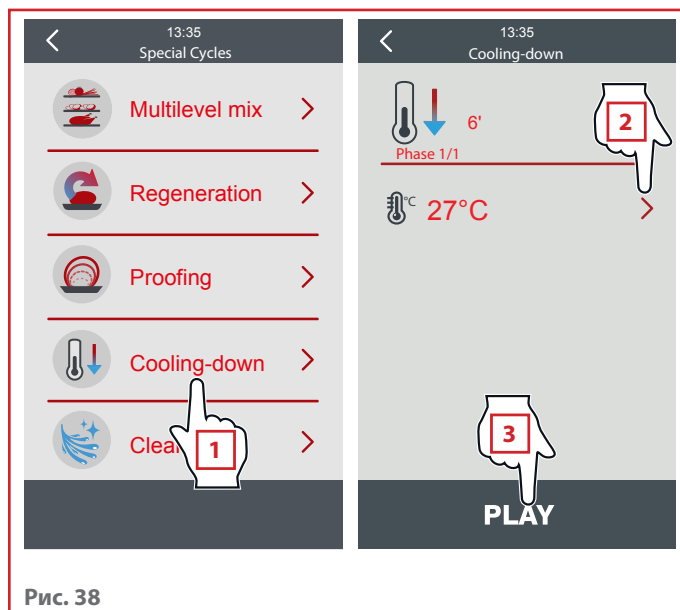 13:35
Special Cycles
Multilevel mix
Regeneration
Proofing
Cooling-down
1
13:35
Cooling-down
6'
Phase 1/1
2
°C
27°C
3
PLAY
Рис. 38